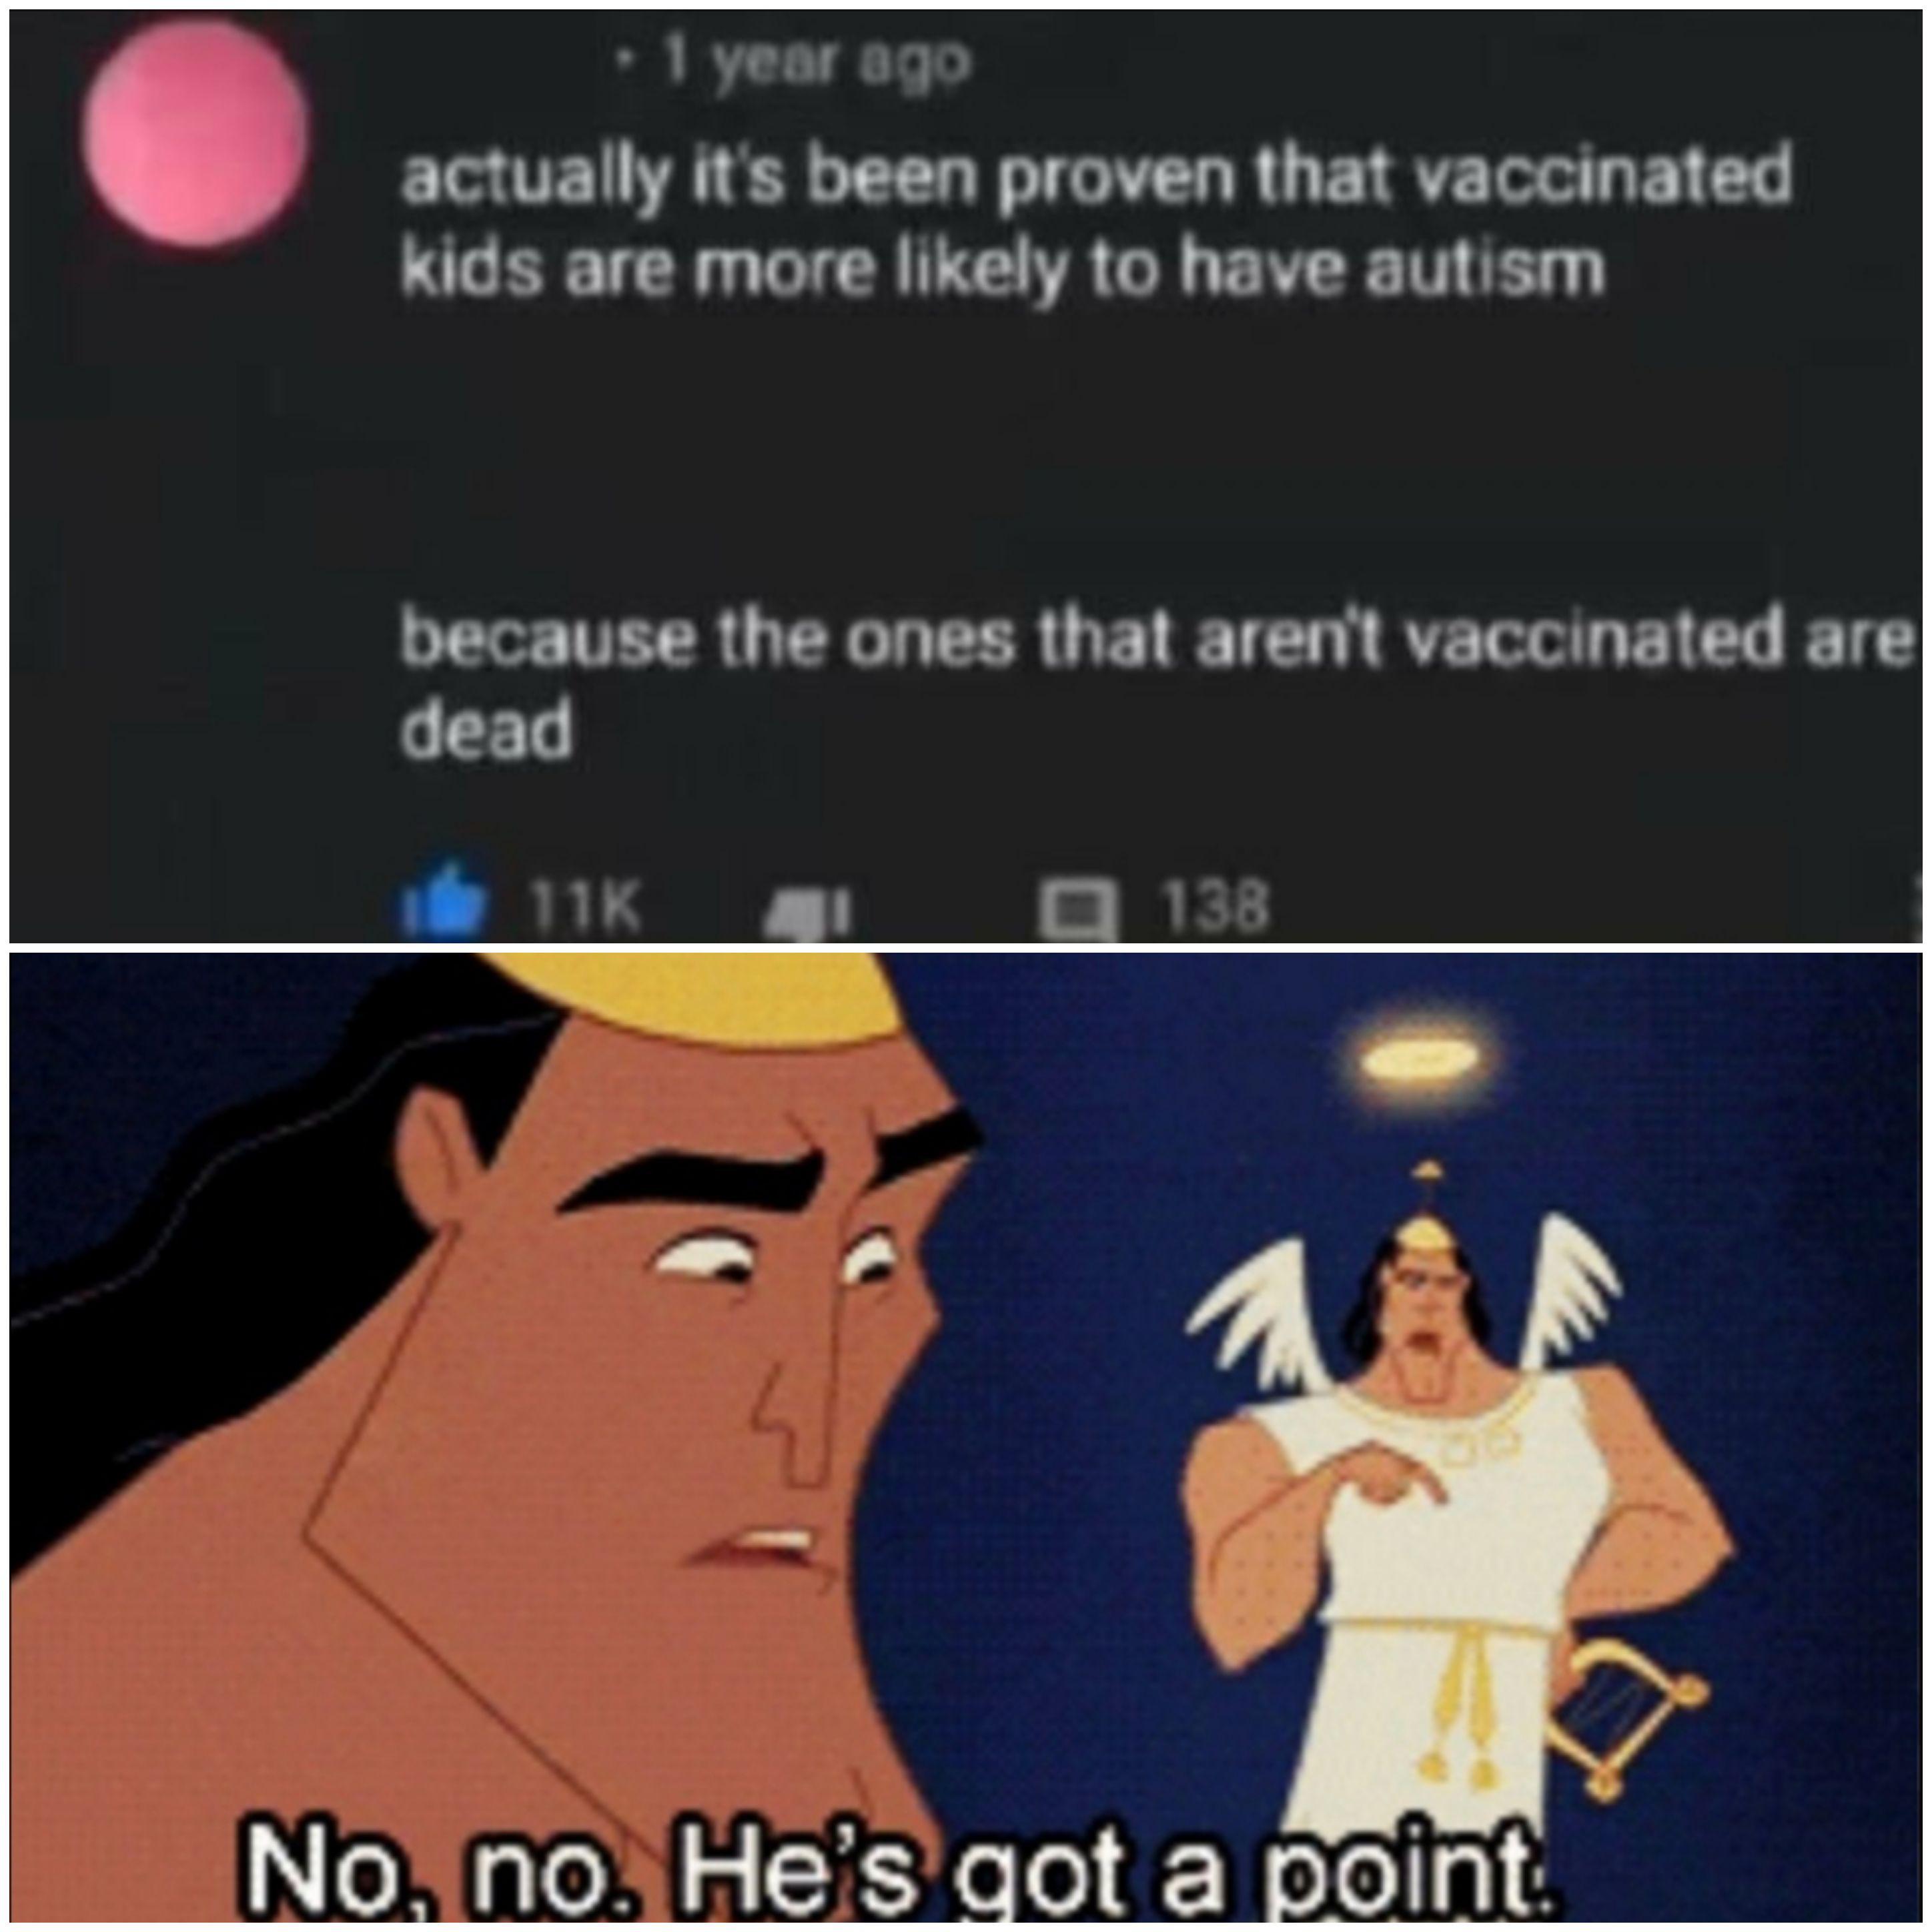 • 1 year ago
actually it's been proven that vaccinated
kids are more likely to have autism
because the ones that aren't vaccinated are
dead
11K 138
No, no. He's got a point.